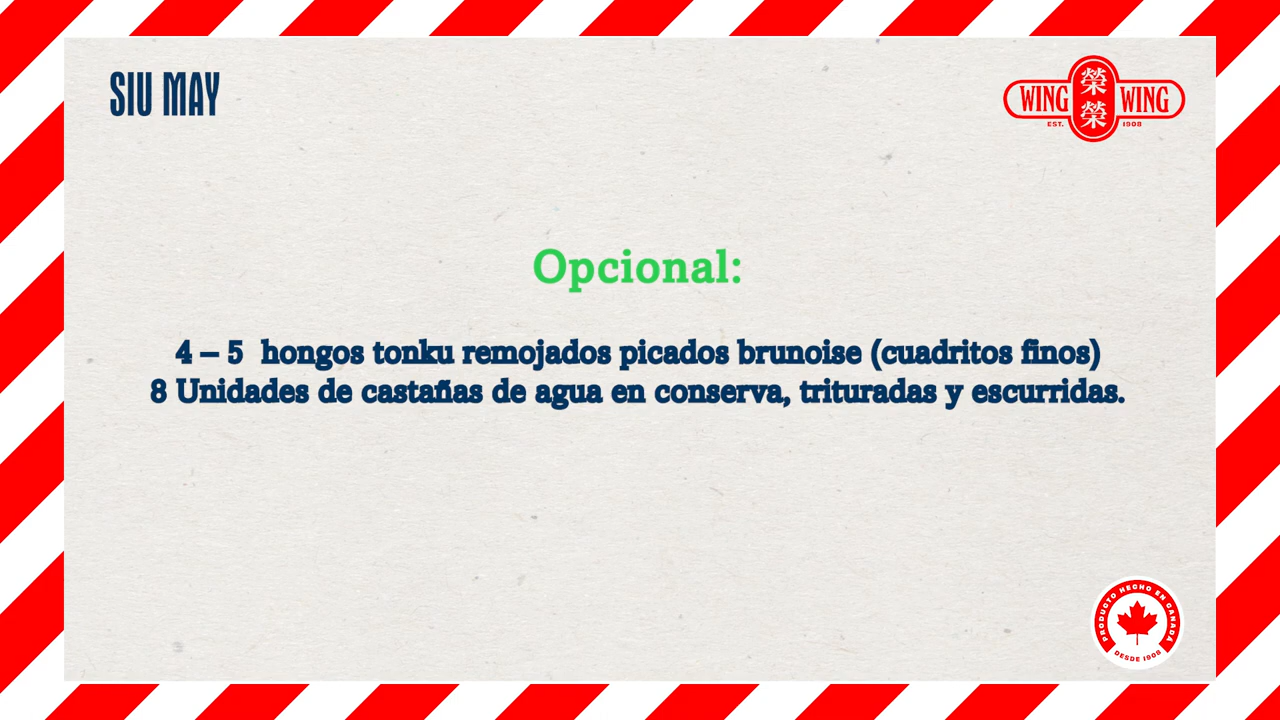 SIU MAY
WING 榮榮 WING
EST. 1908
Opcional:
4 – 5 hongos tonku remojados picados brunoise (cuadritos finos)
8 Unidades de castañas de agua en conserva, trituradas y escurridas.
PRODUCTO HECHO EN CANADÁ
DESDE 1908